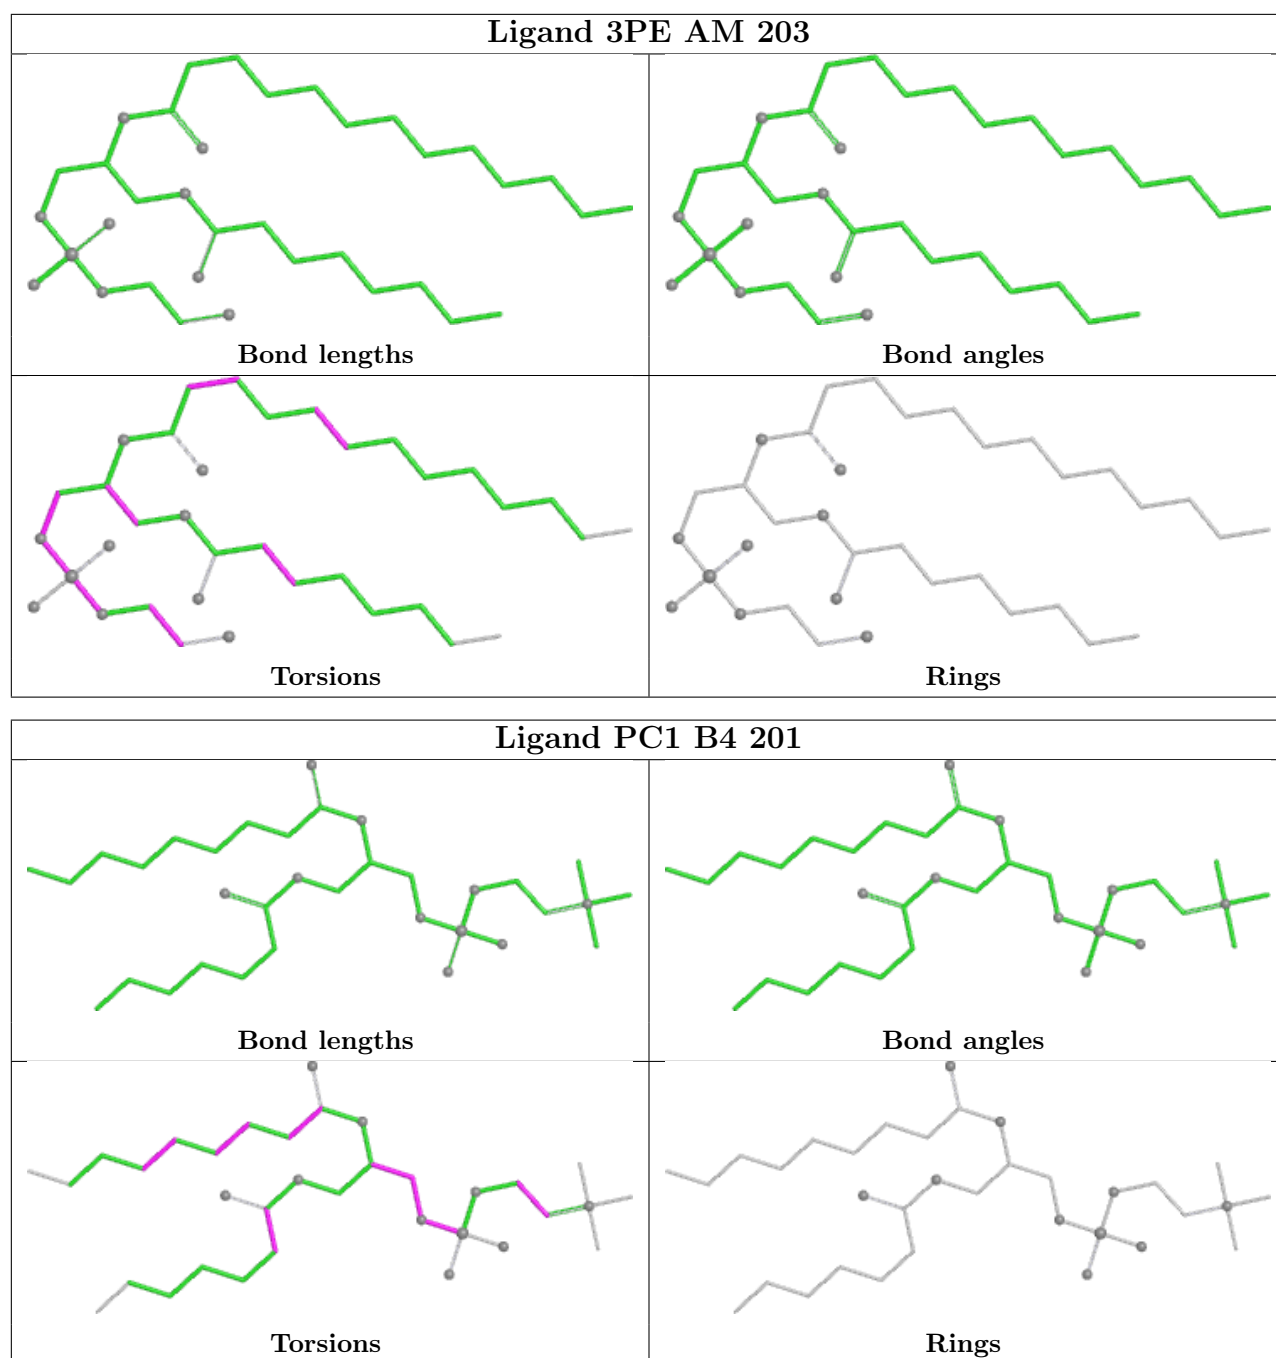 Ligand 3PE AM 203
Bond lengths
Bond angles
Torsions
Rings
Ligand PC1 B4 201
Bond lengths
Bond angles
Torsions
Rings